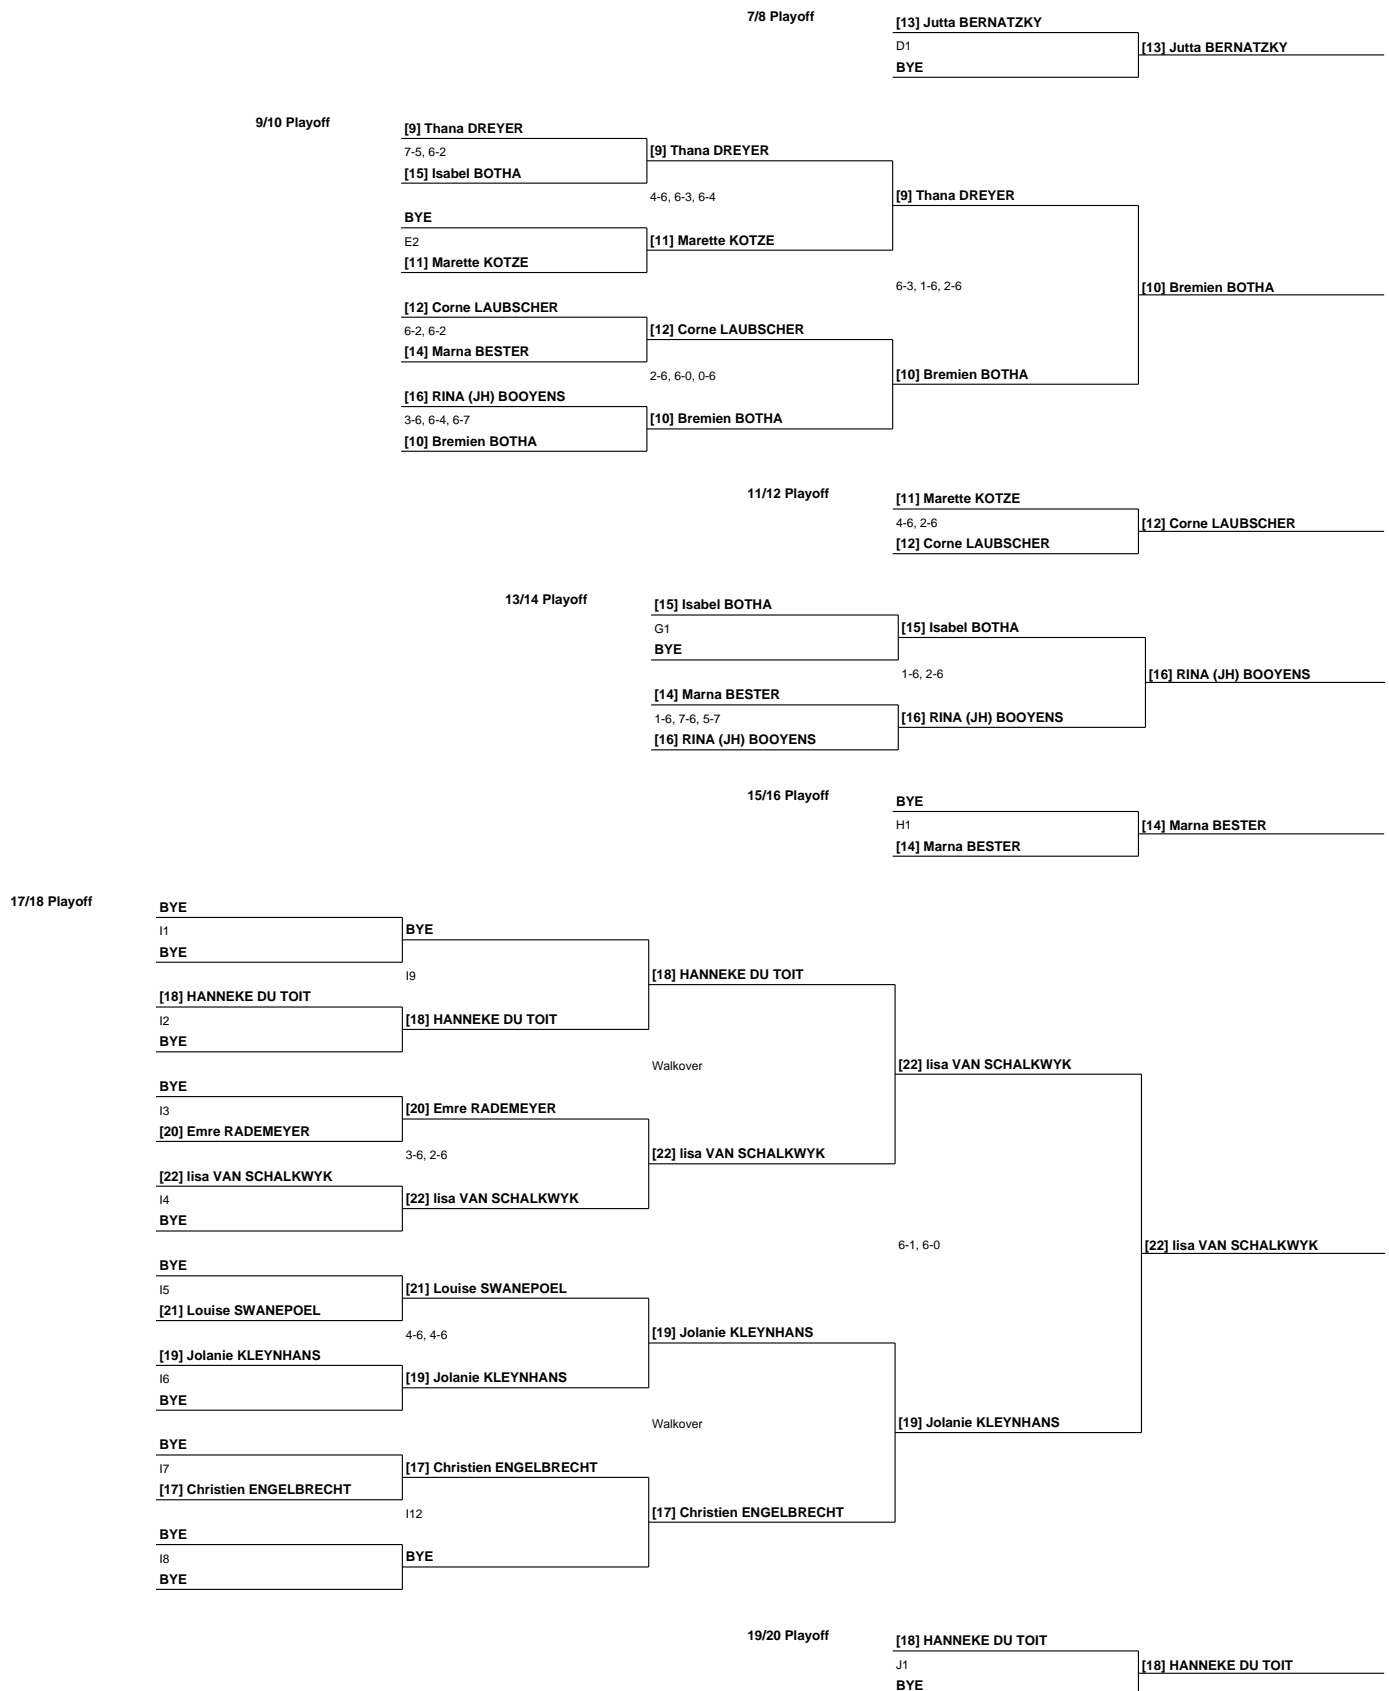 7/8 Playoff
[13] Jutta BERNATZKY
D1
[13] Jutta BERNATZKY
BYE
9/10 Playoff
[9] Thana DREYER
7-5, 6-2
[9] Thana DREYER
[15] Isabel BOTHA
4-6, 6-3, 6-4
[9] Thana DREYER
BYE
E2
[11] Marette KOTZE
[11] Marette KOTZE
6-3, 1-6, 2-6
[10] Bremien BOTHA
[12] Corne LAUBSCHER
6-2, 6-2
[12] Corne LAUBSCHER
[14] Marna BESTER
2-6, 6-0, 0-6
[10] Bremien BOTHA
[16] RINA (JH) BOOYENS
3-6, 6-4, 6-7
[10] Bremien BOTHA
[10] Bremien BOTHA
11/12 Playoff
[11] Marette KOTZE
4-6, 2-6
[12] Corne LAUBSCHER
[12] Corne LAUBSCHER
13/14 Playoff
[15] Isabel BOTHA
G1
[15] Isabel BOTHA
BYE
1-6, 2-6
[16] RINA (JH) BOOYENS
[14] Marna BESTER
1-6, 7-6, 5-7
[16] RINA (JH) BOOYENS
[16] RINA (JH) BOOYENS
15/16 Playoff
BYE
H1
[14] Marna BESTER
[14] Marna BESTER
17/18 Playoff
BYE
I1
BYE
BYE
I9
[18] HANNEKE DU TOIT
[18] HANNEKE DU TOIT
I2
[18] HANNEKE DU TOIT
BYE
Walkover
[22] lisa VAN SCHALKWYK
BYE
I3
[20] Emre RADEMEYER
[20] Emre RADEMEYER
3-6, 2-6
[22] lisa VAN SCHALKWYK
[22] lisa VAN SCHALKWYK
I4
[22] lisa VAN SCHALKWYK
BYE
6-1, 6-0
[22] lisa VAN SCHALKWYK
BYE
I5
[21] Louise SWANEPOEL
[21] Louise SWANEPOEL
4-6, 4-6
[19] Jolanie KLEYNHANS
[19] Jolanie KLEYNHANS
I6
[19] Jolanie KLEYNHANS
BYE
Walkover
[19] Jolanie KLEYNHANS
BYE
I7
[17] Christien ENGELBRECHT
[17] Christien ENGELBRECHT
I12
[17] Christien ENGELBRECHT
BYE
I8
BYE
BYE
19/20 Playoff
[18] HANNEKE DU TOIT
J1
[18] HANNEKE DU TOIT
BYE